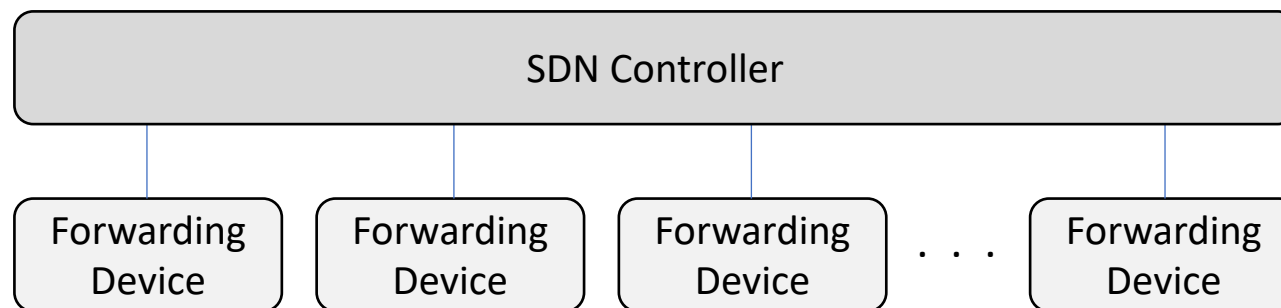 SDN Controller
Forwarding
Device
Forwarding
Device
Forwarding
Device
. . .
Forwarding
Device